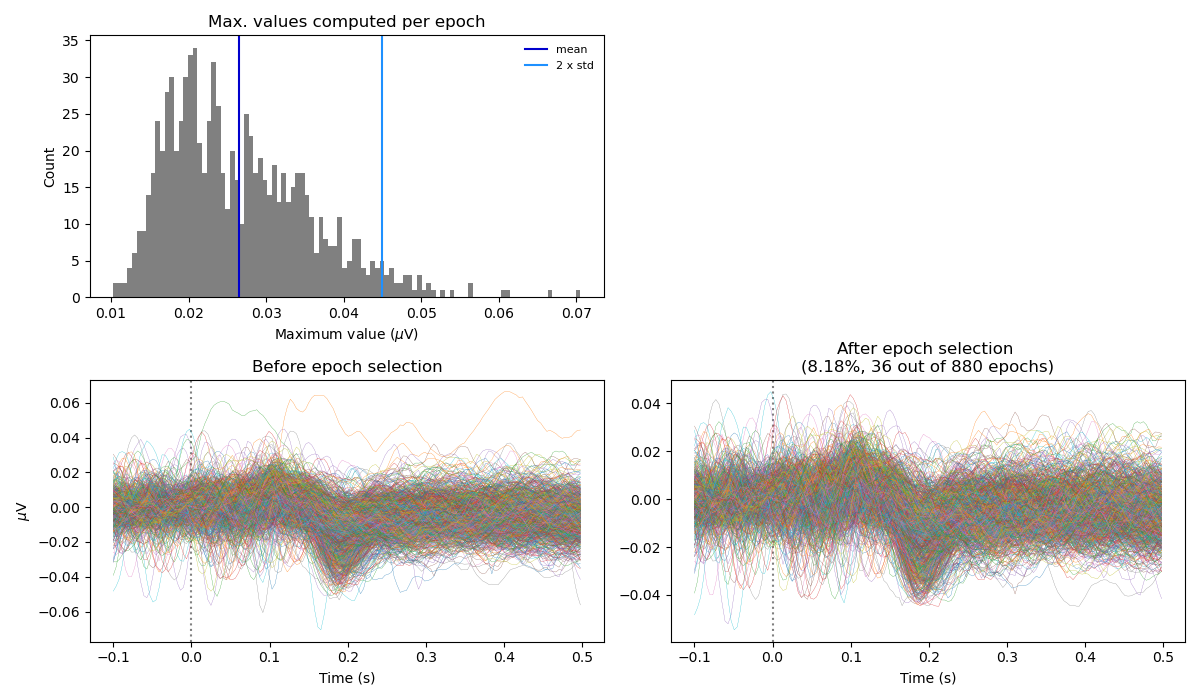 Max. values computed per epoch
35
30
25
20
15
10
5
0
Count
mean
2 x std
0.01 0.02 0.03 0.04 0.05 0.06 0.07
Maximum value (μV)
Before epoch selection
0.06
0.04
0.02
0.00
−0.02
−0.04
−0.06
μV
−0.1 0.0 0.1 0.2 0.3 0.4 0.5
Time (s)
After epoch selection
(8.18%, 36 out of 880 epochs)
0.04
0.02
0.00
−0.02
−0.04
−0.1 0.0 0.1 0.2 0.3 0.4 0.5
Time (s)